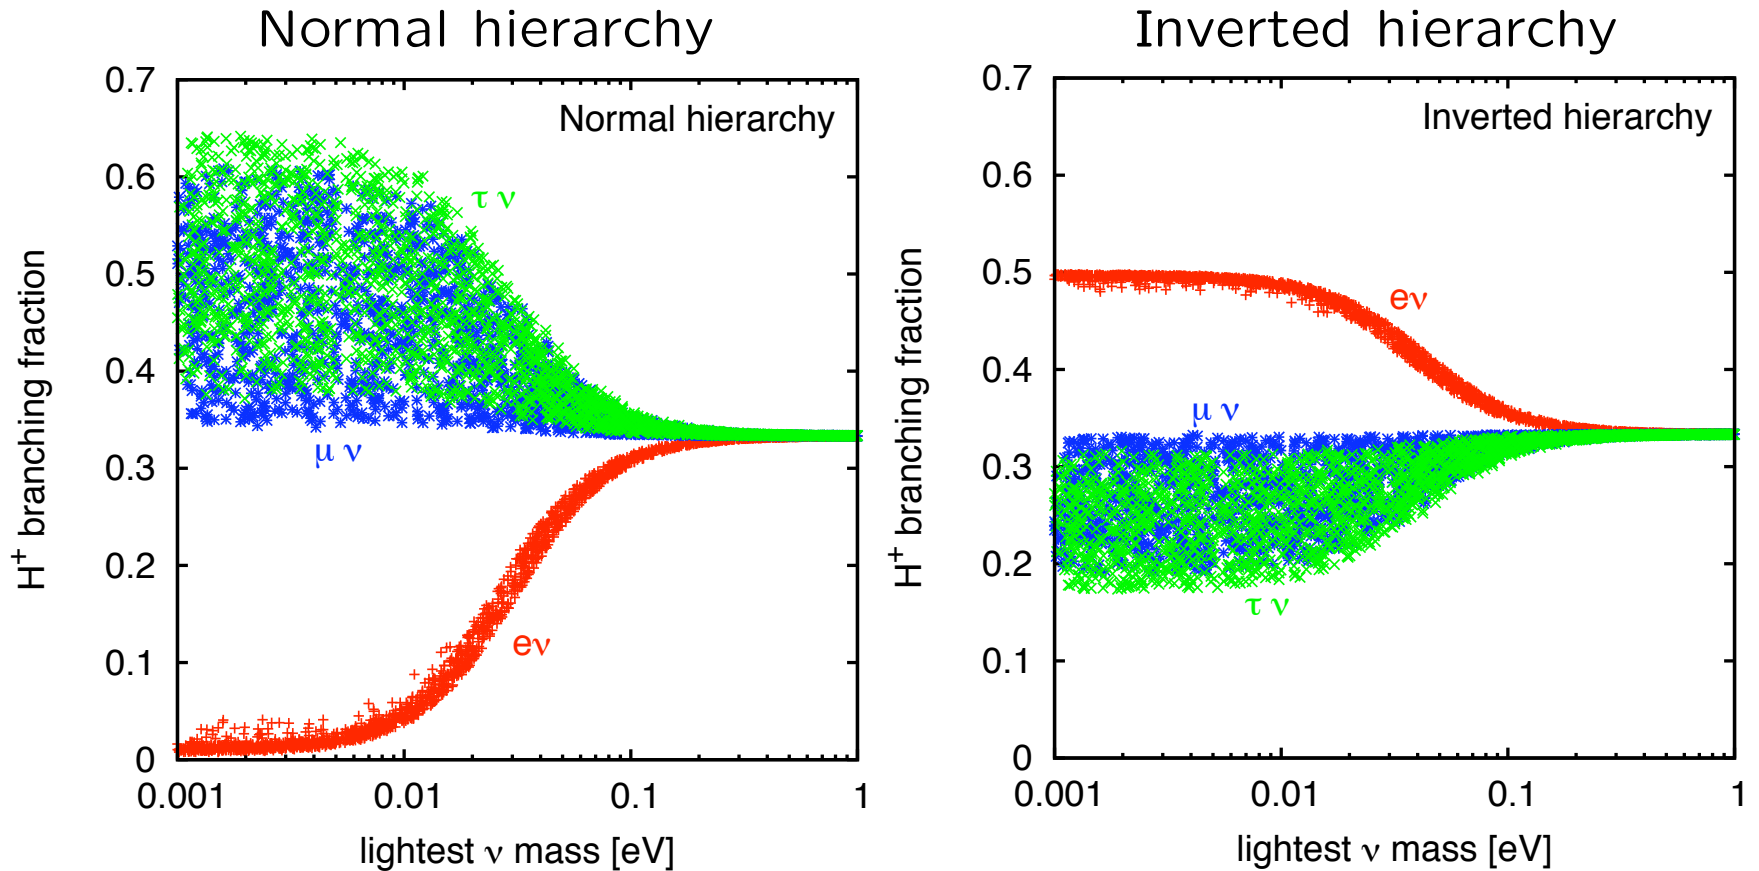 Normal hierarchy
Normal hierarchy
0.7
0.6
0.5
0.4
0.3
0.2
0.1
0
H+ branching fraction
τ ν
μ ν
eν
0.001 0.01 0.1 1
lightest ν mass [eV]
Inverted hierarchy
Inverted hierarchy
0.7
0.6
0.5
0.4
0.3
0.2
0.1
0
H+ branching fraction
eν
μ ν
τ ν
0.001 0.01 0.1 1
lightest ν mass [eV]